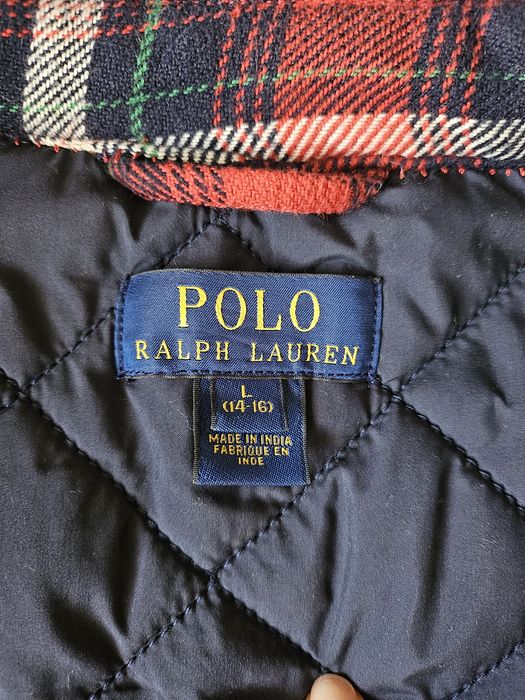 POLO
RALPH LAUREN
L
(14-16)
MADE IN INDIA
FABRIQUE EN
INDE